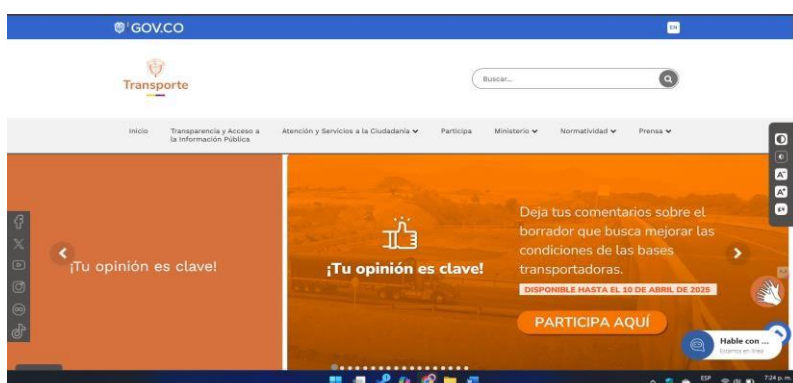 GOV.CO
EN
Transporte
Buscar...
Inicio
Transparencia y Acceso a
la Información Pública
Atención y Servicios a la Ciudadania
Participa
Ministerio
Normatividad
Prensa
¡Tu opinión es clave!
¡Tu opinión es clave!
Deja tus comentarios sobre el
borrador que busca mejorar las
condiciones de las bases
transportadoras.
DISPONIBLE HASTA EL 10 DE ABRIL DE 2025
PARTICIPA AQUÍ
A-
A+
Hable con ...
Estamos en línea
ESP
7:24 p. m.